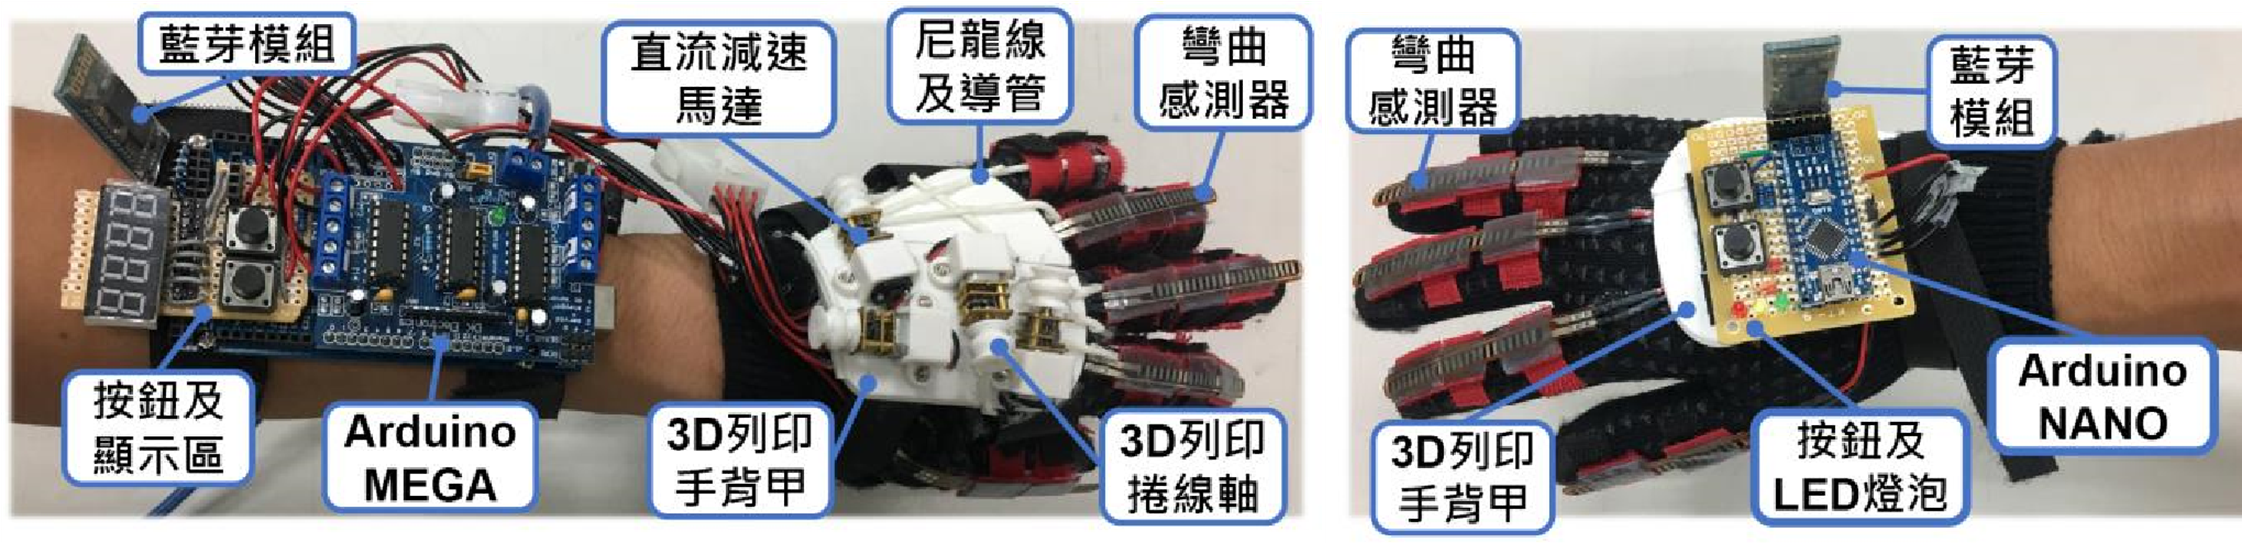 藍芽模組
直流減速
馬達
尼龍線
及導管
彎曲
感測器
按鈕及
顯示區
Arduino
MEGA
3D列印
手背甲
3D列印
捲線軸
彎曲
感測器
藍芽
模組
3D列印
手背甲
按鈕及
LED燈泡
Arduino
NANO